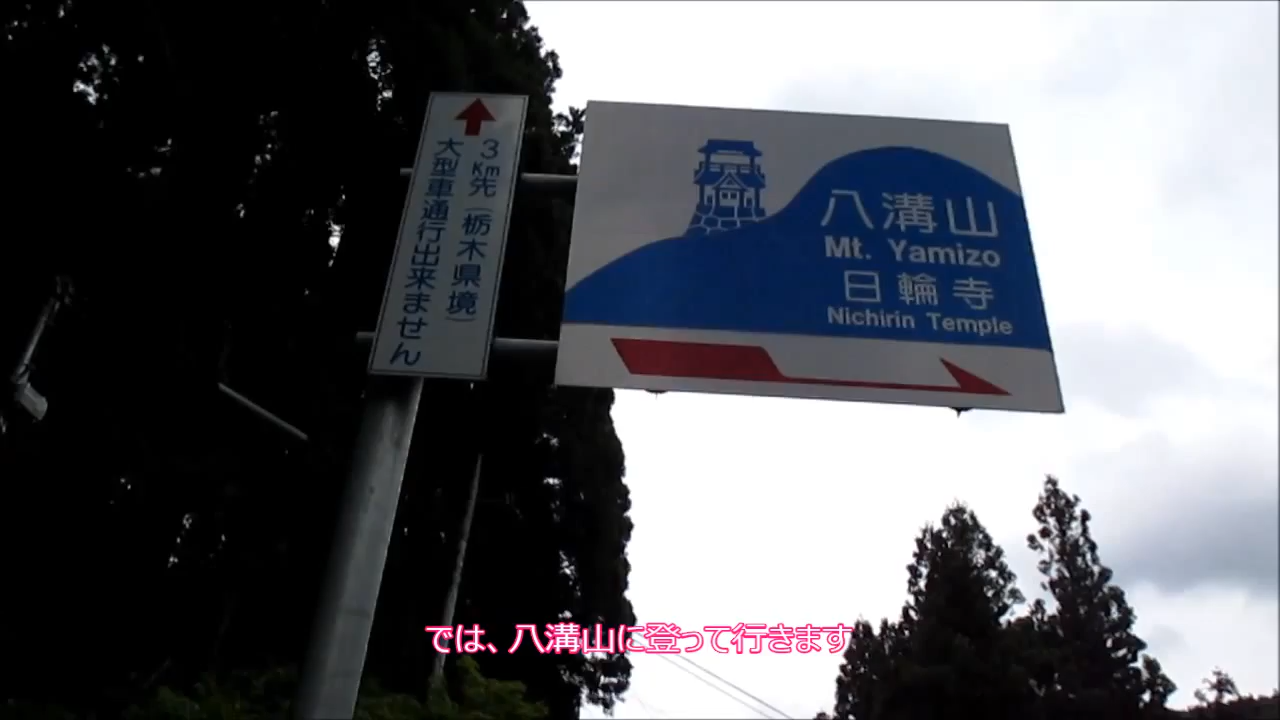 3km先(栃木県境)
大型車通行出来ません
八溝山
Mt. Yamizo
日輪寺
Nichirin Temple
では、八溝山に登って行きます